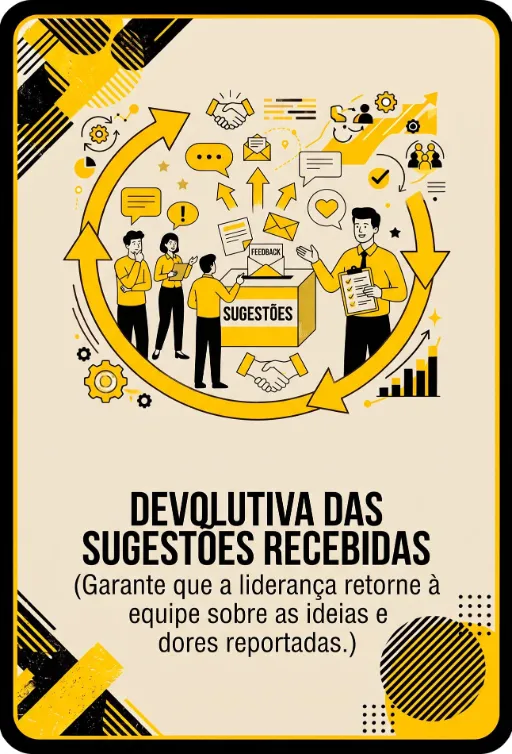 FEEDBACK
SUGESTÕES
DEVOLUTIVA DAS
SUGESTÕES RECEBIDAS
(Garante que a liderança retorne à
equipe sobre as ideias e
dores reportadas.)